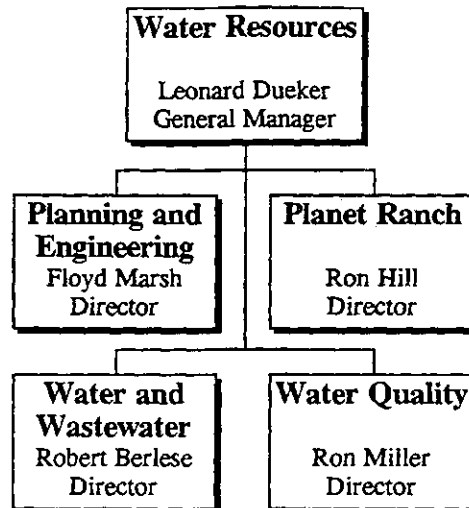 Water Resources
Leonard Dueker
General Manager
Planning and
Engineering
Floyd Marsh
Director
Planet Ranch
Ron Hill
Director
Water and
Wastewater
Robert Berlese
Director
Water Quality
Ron Miller
Director